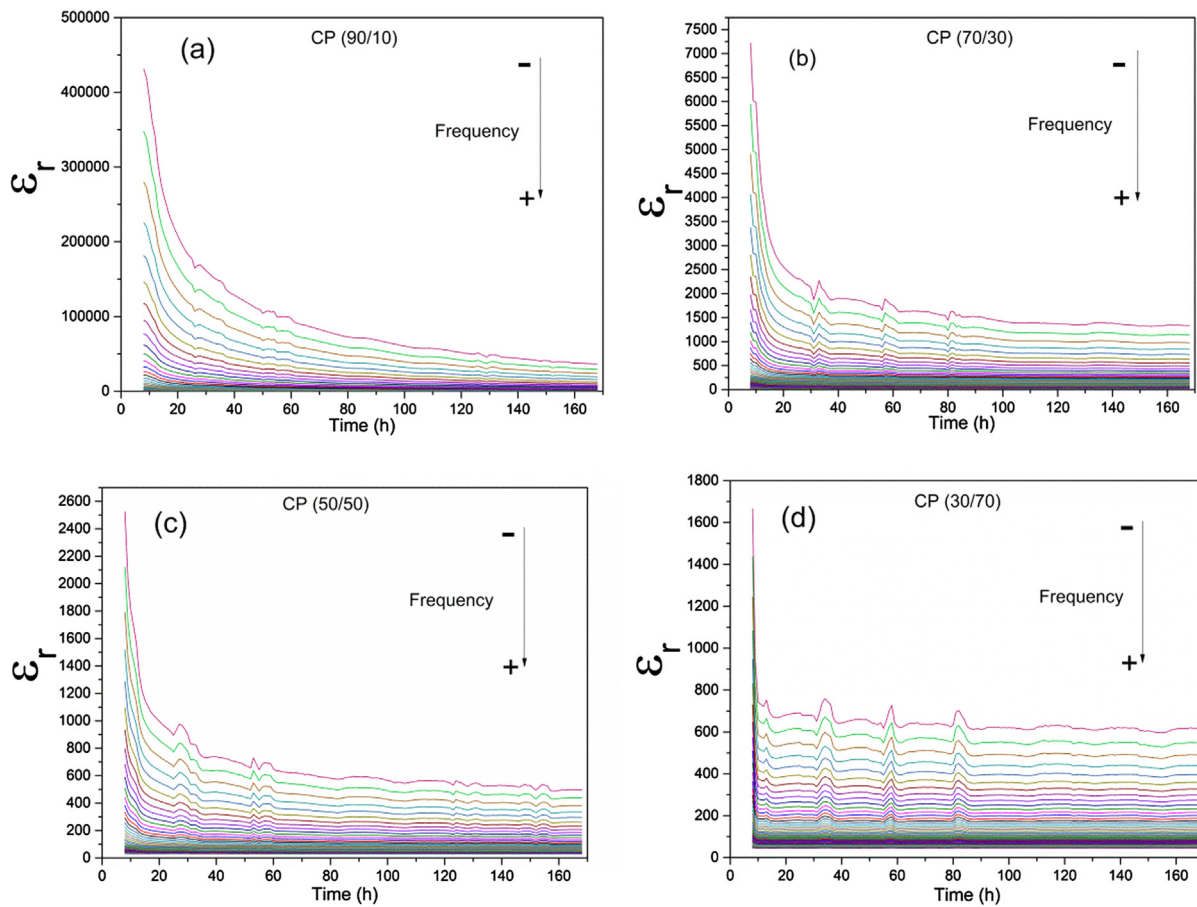 (a)
CP (90/10)
-
Frequency
+
εr
500000
400000
300000
200000
100000
0
0 20 40 60 80 100 120 140 160
Time (h)
(b)
CP (70/30)
-
Frequency
+
εr
7500
7000
6500
6000
5500
5000
4500
4000
3500
3000
2500
2000
1500
1000
500
0
0 20 40 60 80 100 120 140 160
Time (h)
(c)
CP (50/50)
-
Frequency
+
εr
2600
2400
2200
2000
1800
1600
1400
1200
1000
800
600
400
200
0
0 20 40 60 80 100 120 140 160
Time (h)
(d)
CP (30/70)
-
Frequency
+
εr
1800
1600
1400
1200
1000
800
600
400
200
0
0 20 40 60 80 100 120 140 160
Time (h)